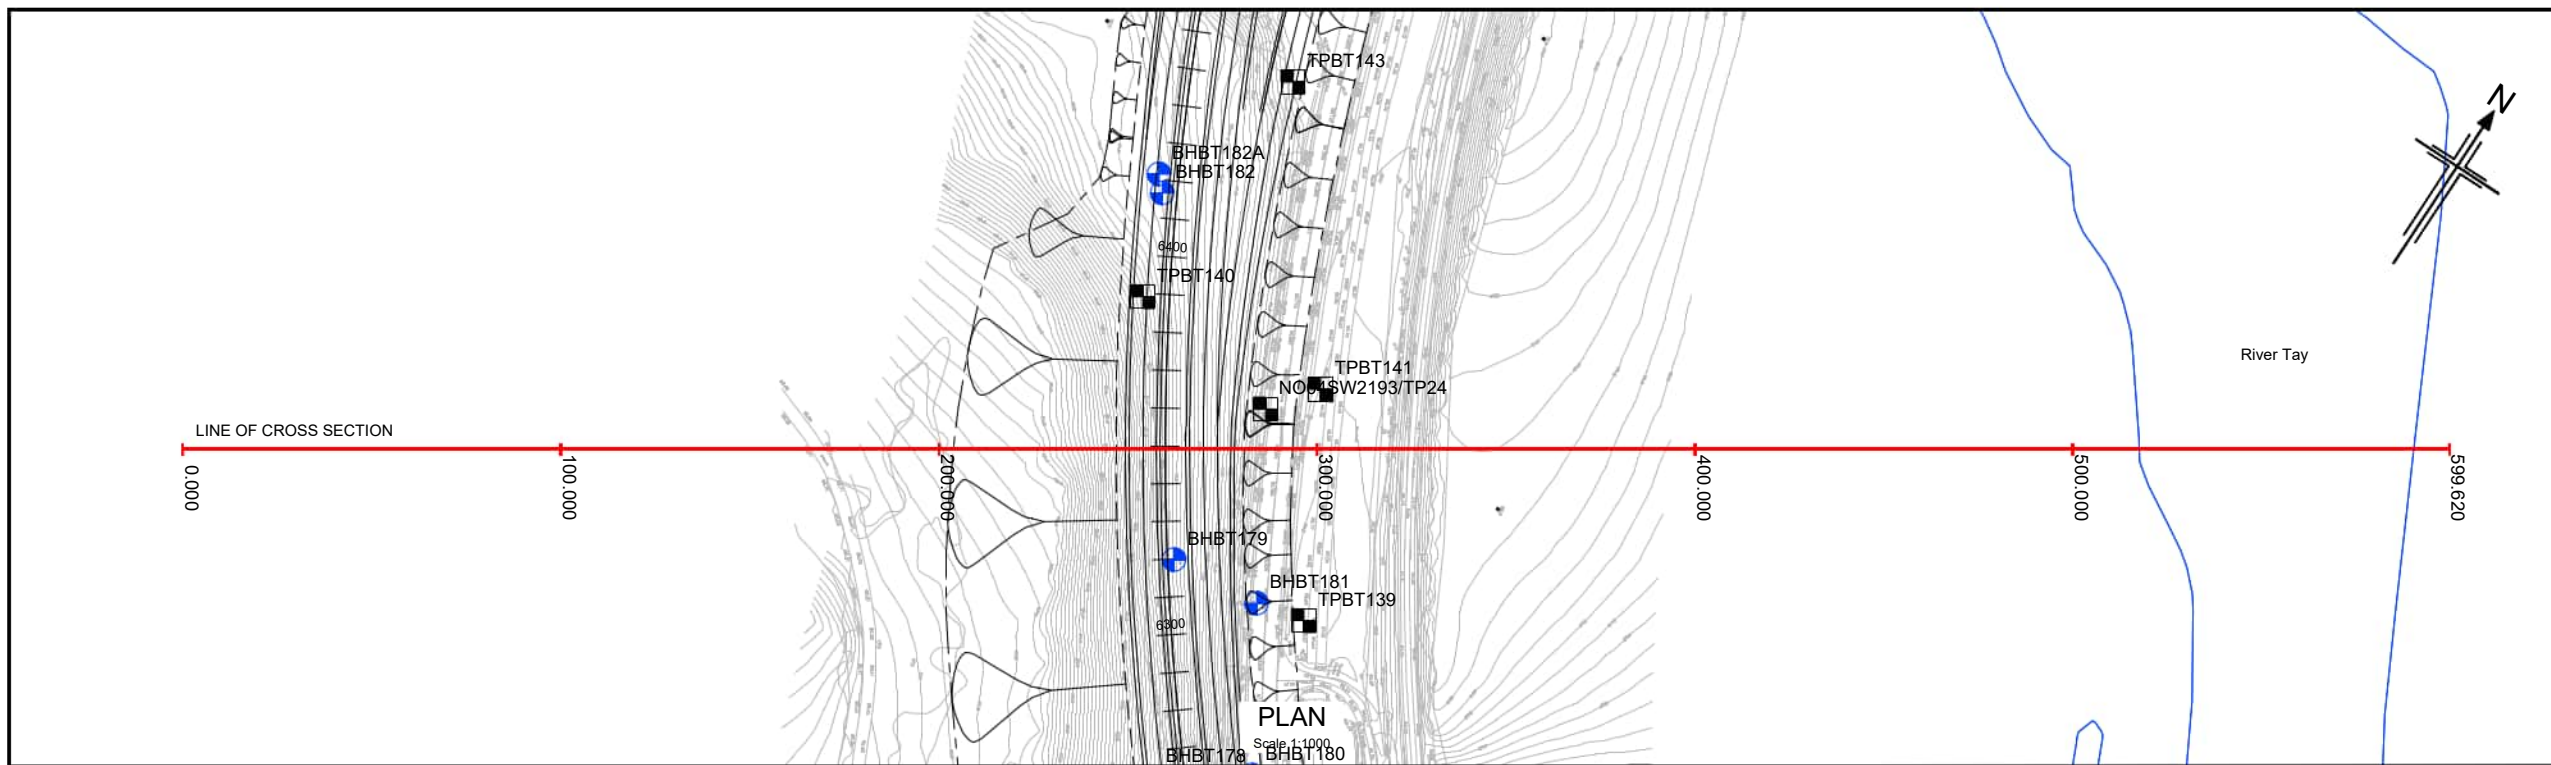 TPBT143
N
BHBT182A
BHBT182
6400
TPBT140
River Tay
TPBT141
NO04SW2193/TP24
LINE OF CROSS SECTION
0.000
100.000
200.000
300.000
400.000
500.000
599.620
BHBT179
BHBT181
TPBT139
6300
PLAN
Scale 1:1000
BHBT178
BHBT180